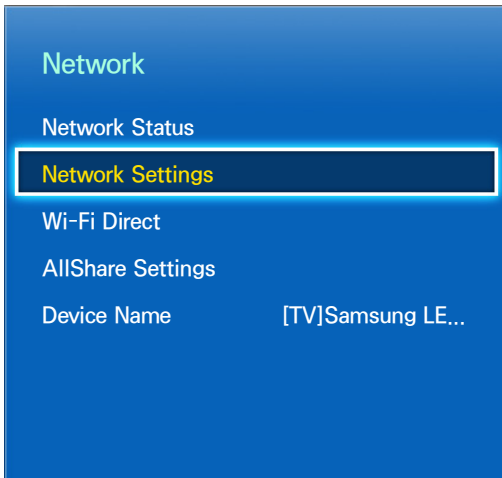 Network
Network Status
Network Settings
Wi-Fi Direct
AllShare Settings
Device Name [TV]Samsung LE...